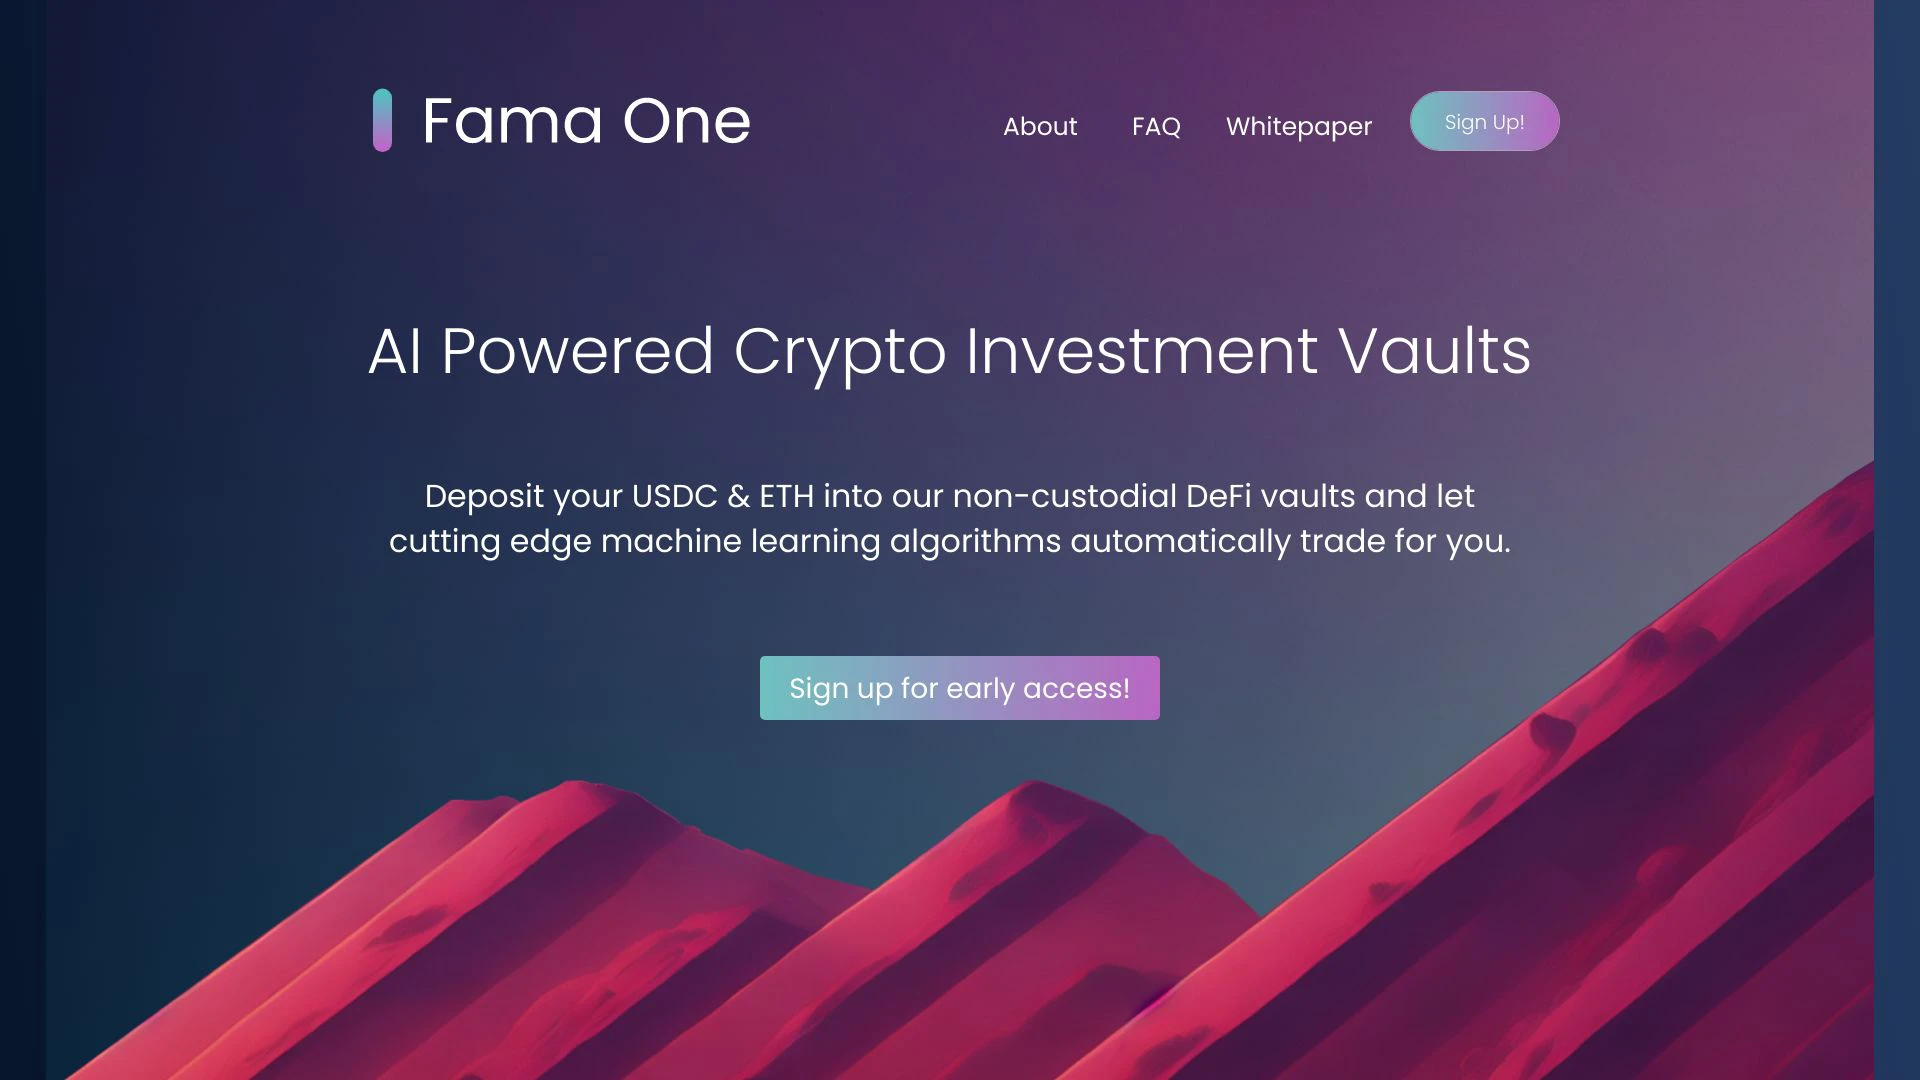 Fama One
About FAQ Whitepaper Sign Up!
AI Powered Crypto Investment Vaults
Deposit your USDC & ETH into our non-custodial DeFi vaults and let
cutting edge machine learning algorithms automatically trade for you.
Sign up for early access!